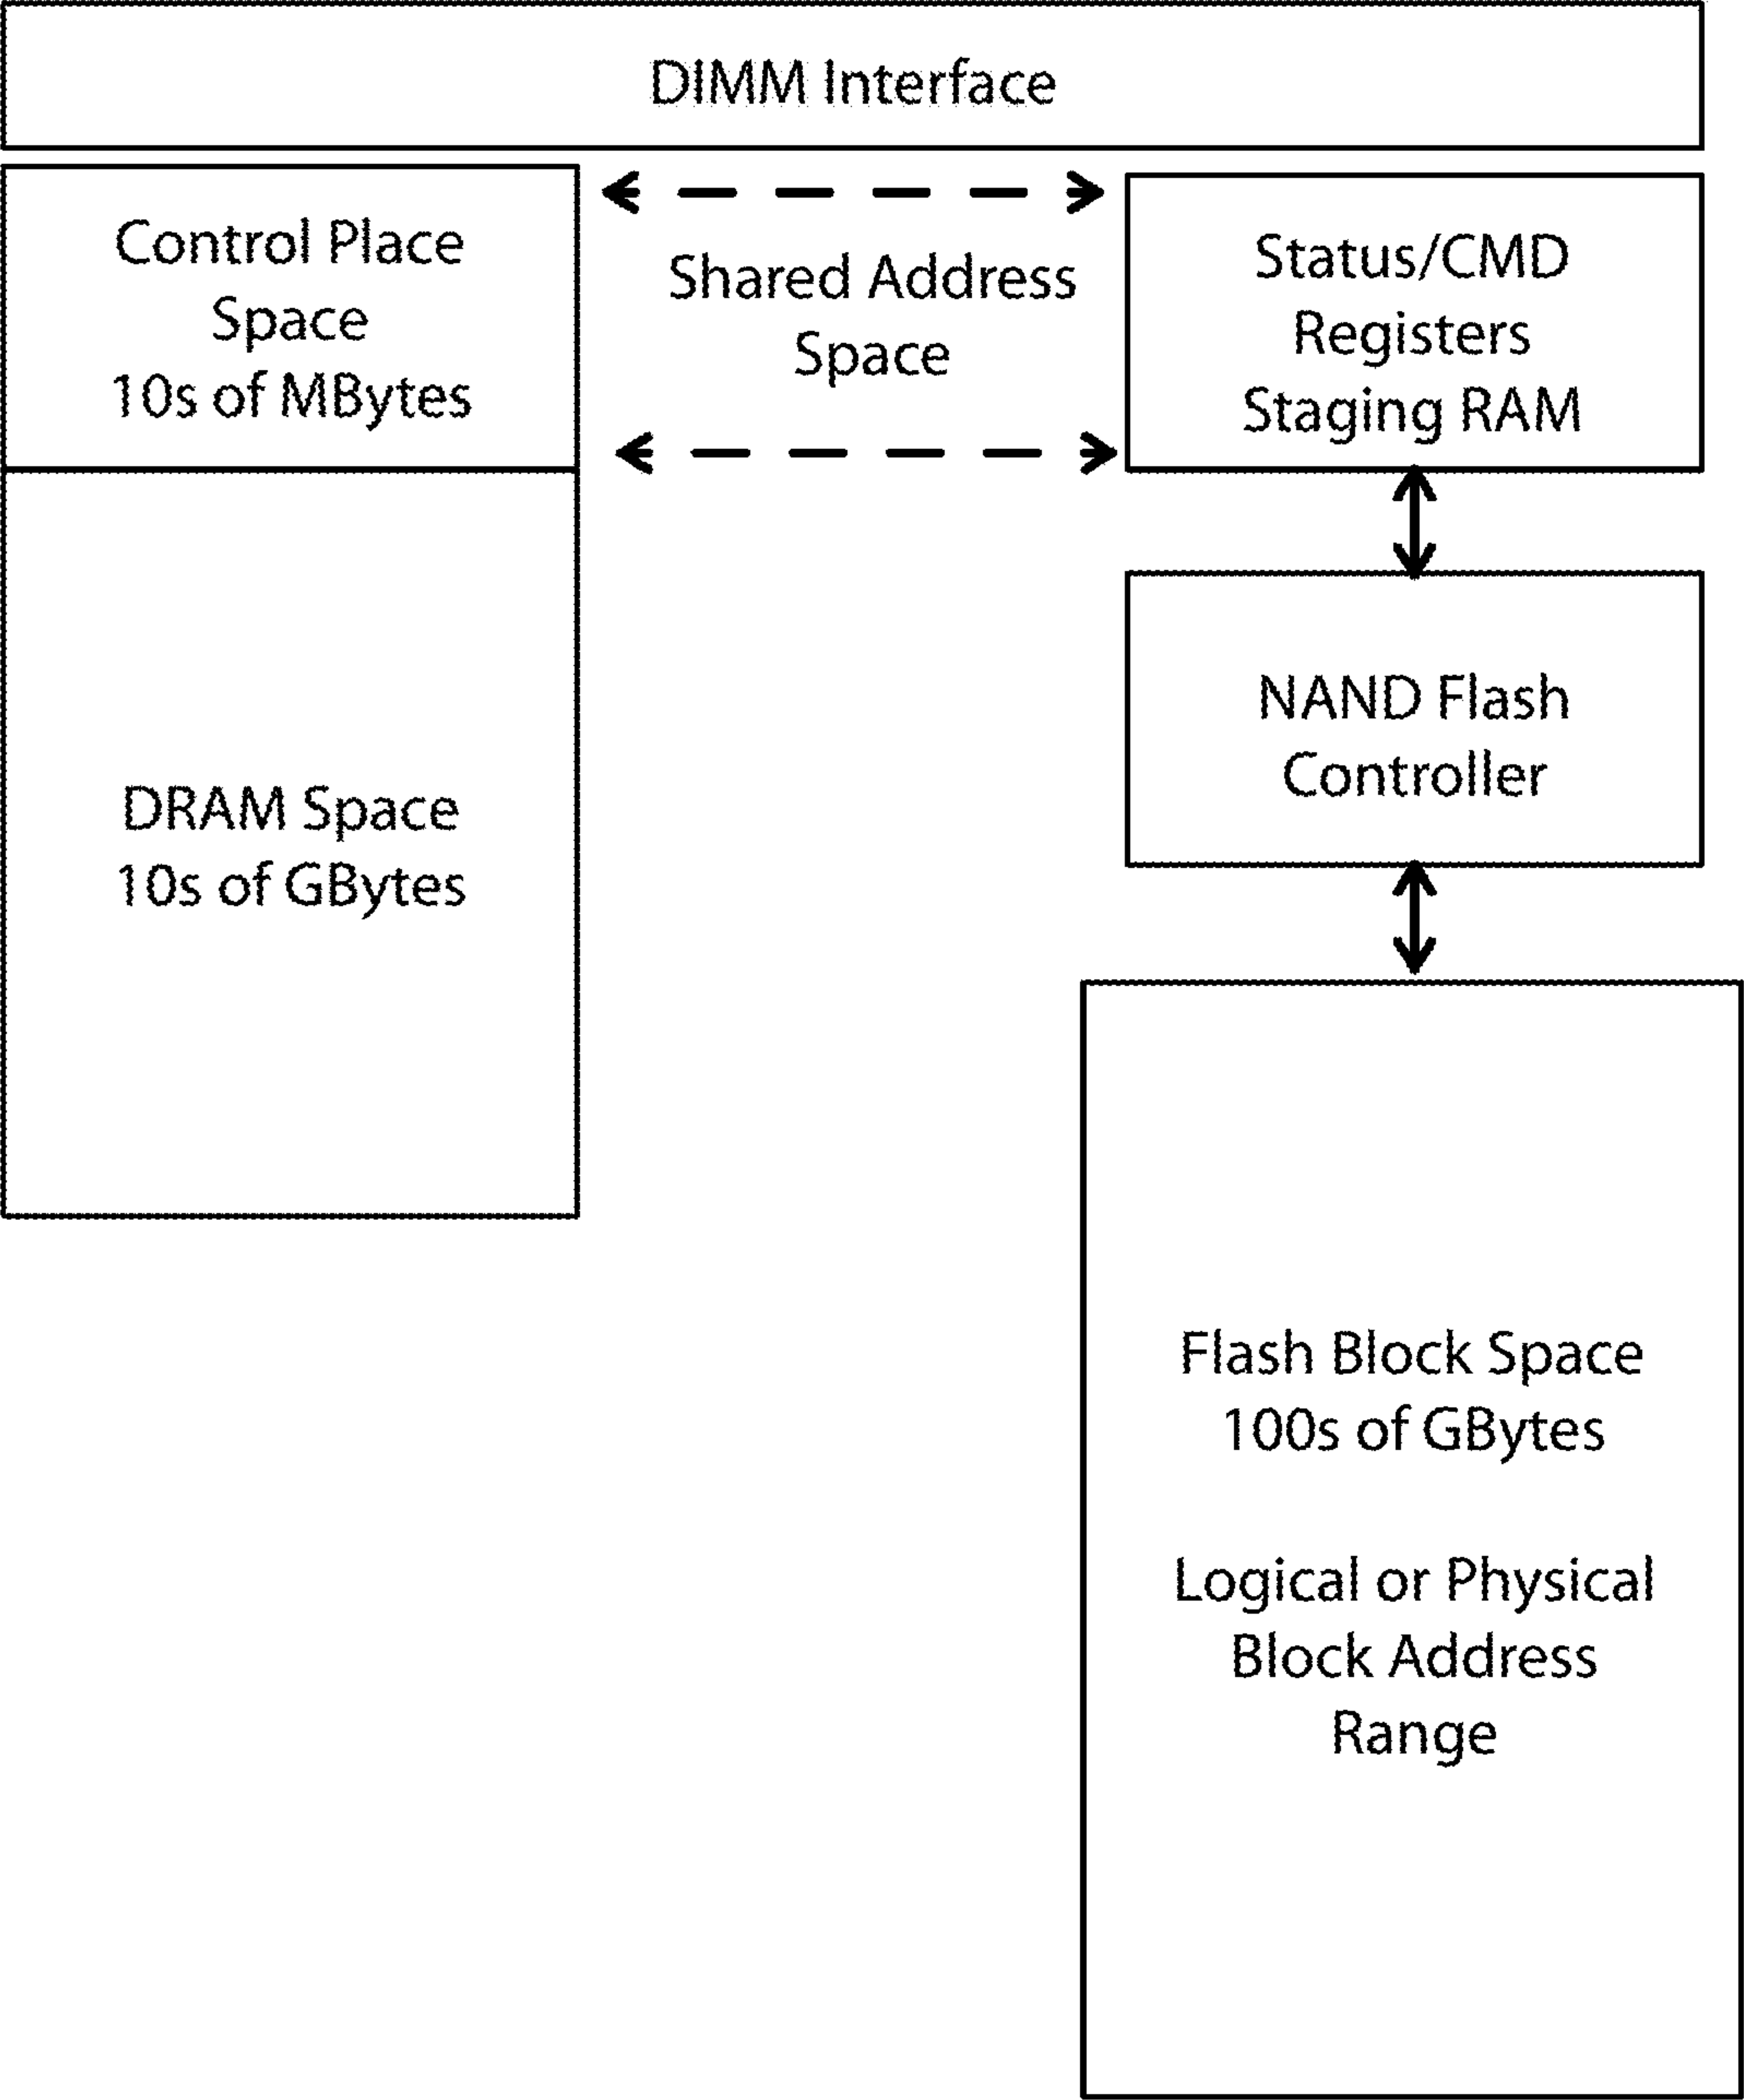 DIMM Interface
Control Place
Space
10s of MBytes
Shared Address
Space
Status/CMD
Registers
Staging RAM
DRAM Space
10s of GBytes
NAND Flash
Controller
Flash Block Space
100s of GBytes
Logical or Physical
Block Address
Range